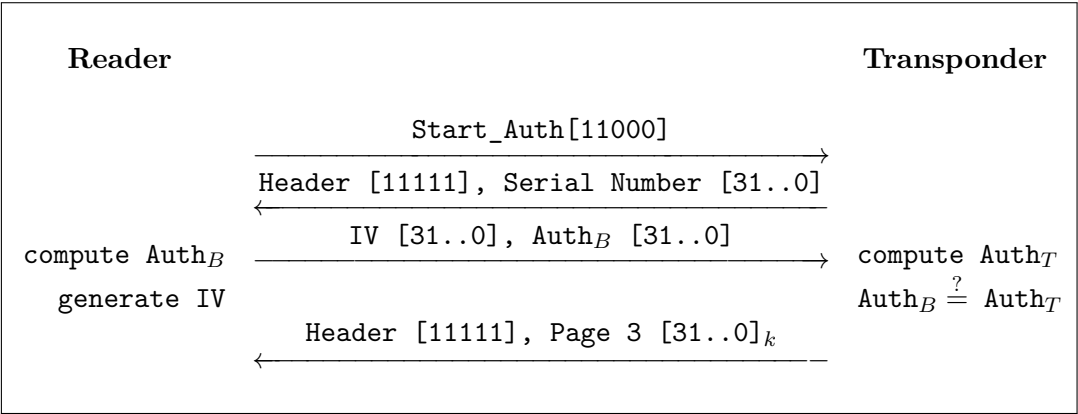 Reader Transponder
Start_Auth[11000]
Header [11111], Serial Number [31..0]
IV [31..0], Auth_B [31..0]
compute Auth_B compute Auth_T
generate IV Auth_B ?= Auth_T
Header [11111], Page 3 [31..0]_k